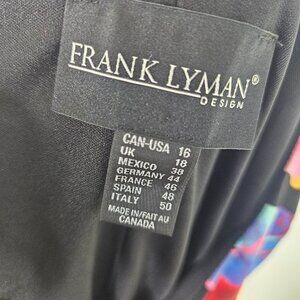 FRANK LYMAN®
DESIGN
CAN-USA 16
UK 18
MEXICO 38
GERMANY 44
FRANCE 46
SPAIN 48
ITALY 50
MADE IN/FAIT AU
CANADA